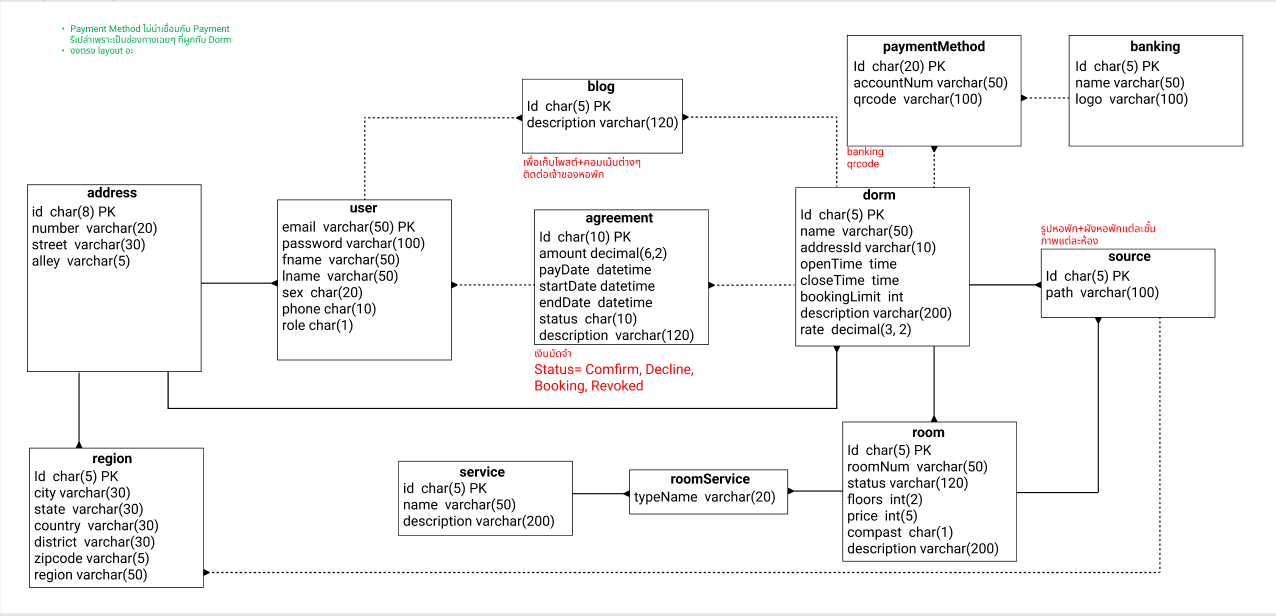 • Payment Method ไม่น่าเชื่อมกับ Payment
รึเปล่าเพราะเป็นช่องทางเฉยๆ ที่ผูกกับ Dorm
• งงตรง layout อะ
paymentMethod
Id char(20) PK
accountNum varchar(50)
qrcode varchar(100)
banking
qrcode
banking
Id char(5) PK
name varchar(50)
logo varchar(100)
blog
Id char(5) PK
description varchar(120)
เพื่อเก็บโพสต์+คอมเม้นต่างๆ
ติดต่อเจ้าของหอพัก
address
id char(8) PK
number varchar(20)
street varchar(30)
alley varchar(5)
user
email varchar(50) PK
password varchar(100)
fname varchar(50)
lname varchar(50)
sex char(20)
phone char(10)
role char(1)
agreement
Id char(10) PK
amount decimal(6,2)
payDate datetime
startDate datetime
endDate datetime
status char(10)
description varchar(120)
เงินมัดจำ
Status= Comfirm, Decline,
Booking, Revoked
dorm
Id char(5) PK
name varchar(50)
addressId varchar(10)
openTime time
closeTime time
bookingLimit int
description varchar(200)
rate decimal(3, 2)
รูปหอพัก+ผังหอพักแต่ละชั้น
ภาพแต่ละห้อง
source
Id char(5) PK
path varchar(100)
region
Id char(5) PK
city varchar(30)
state varchar(30)
country varchar(30)
district varchar(30)
zipcode varchar(5)
region varchar(50)
service
id char(5) PK
name varchar(50)
description varchar(200)
roomService
typeName varchar(20)
room
Id char(5) PK
roomNum varchar(50)
status varchar(120)
floors int(2)
price int(5)
compast char(1)
description varchar(200)